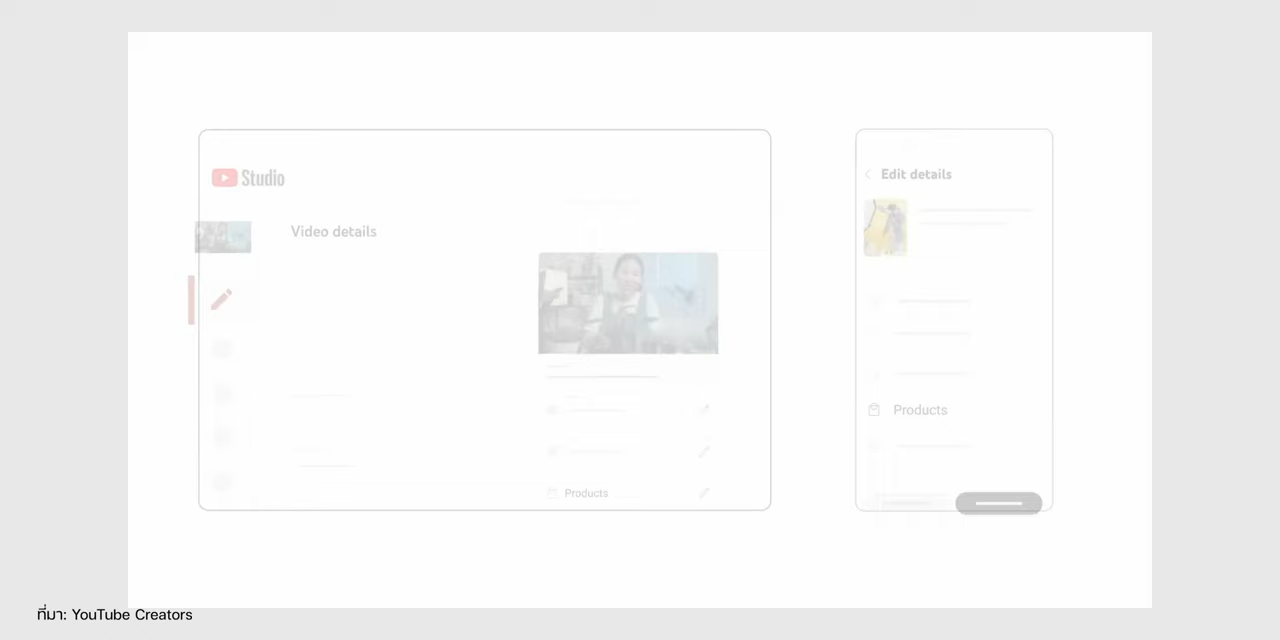 Studio
Video details
Products
Edit details
Products
ที่มา: YouTube Creators